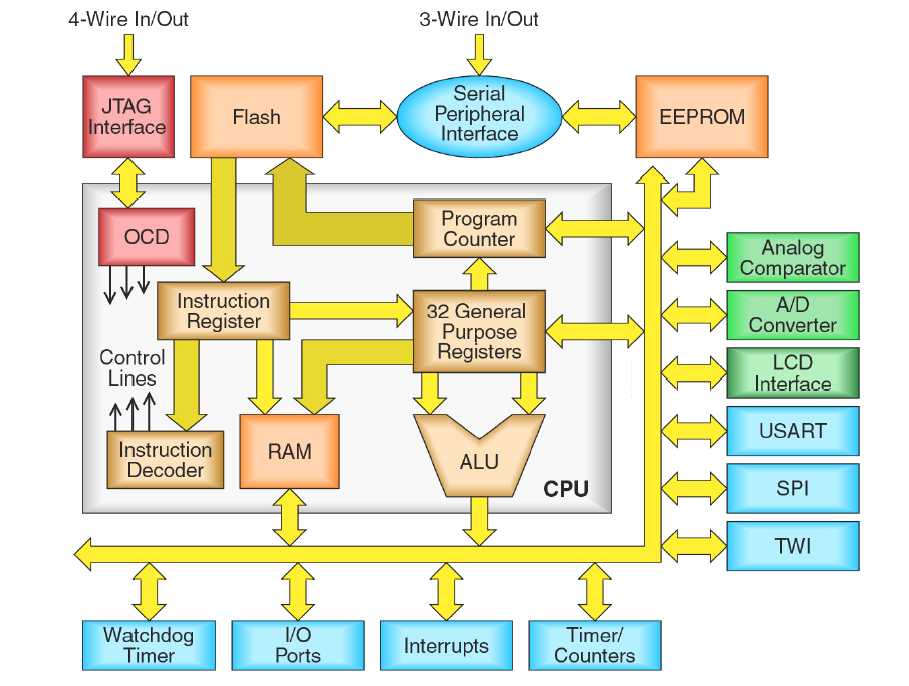 4-Wire In/Out
3-Wire In/Out
JTAG
Interface
Flash
Serial
Peripheral
Interface
EEPROM
OCD
Program
Counter
Analog
Comparator
Instruction
Register
32 General
Purpose
Registers
A/D
Converter
Control
Lines
LCD
Interface
Instruction
Decoder
RAM
ALU
USART
CPU
SPI
TWI
Watchdog
Timer
I/O
Ports
Interrupts
Timer/
Counters